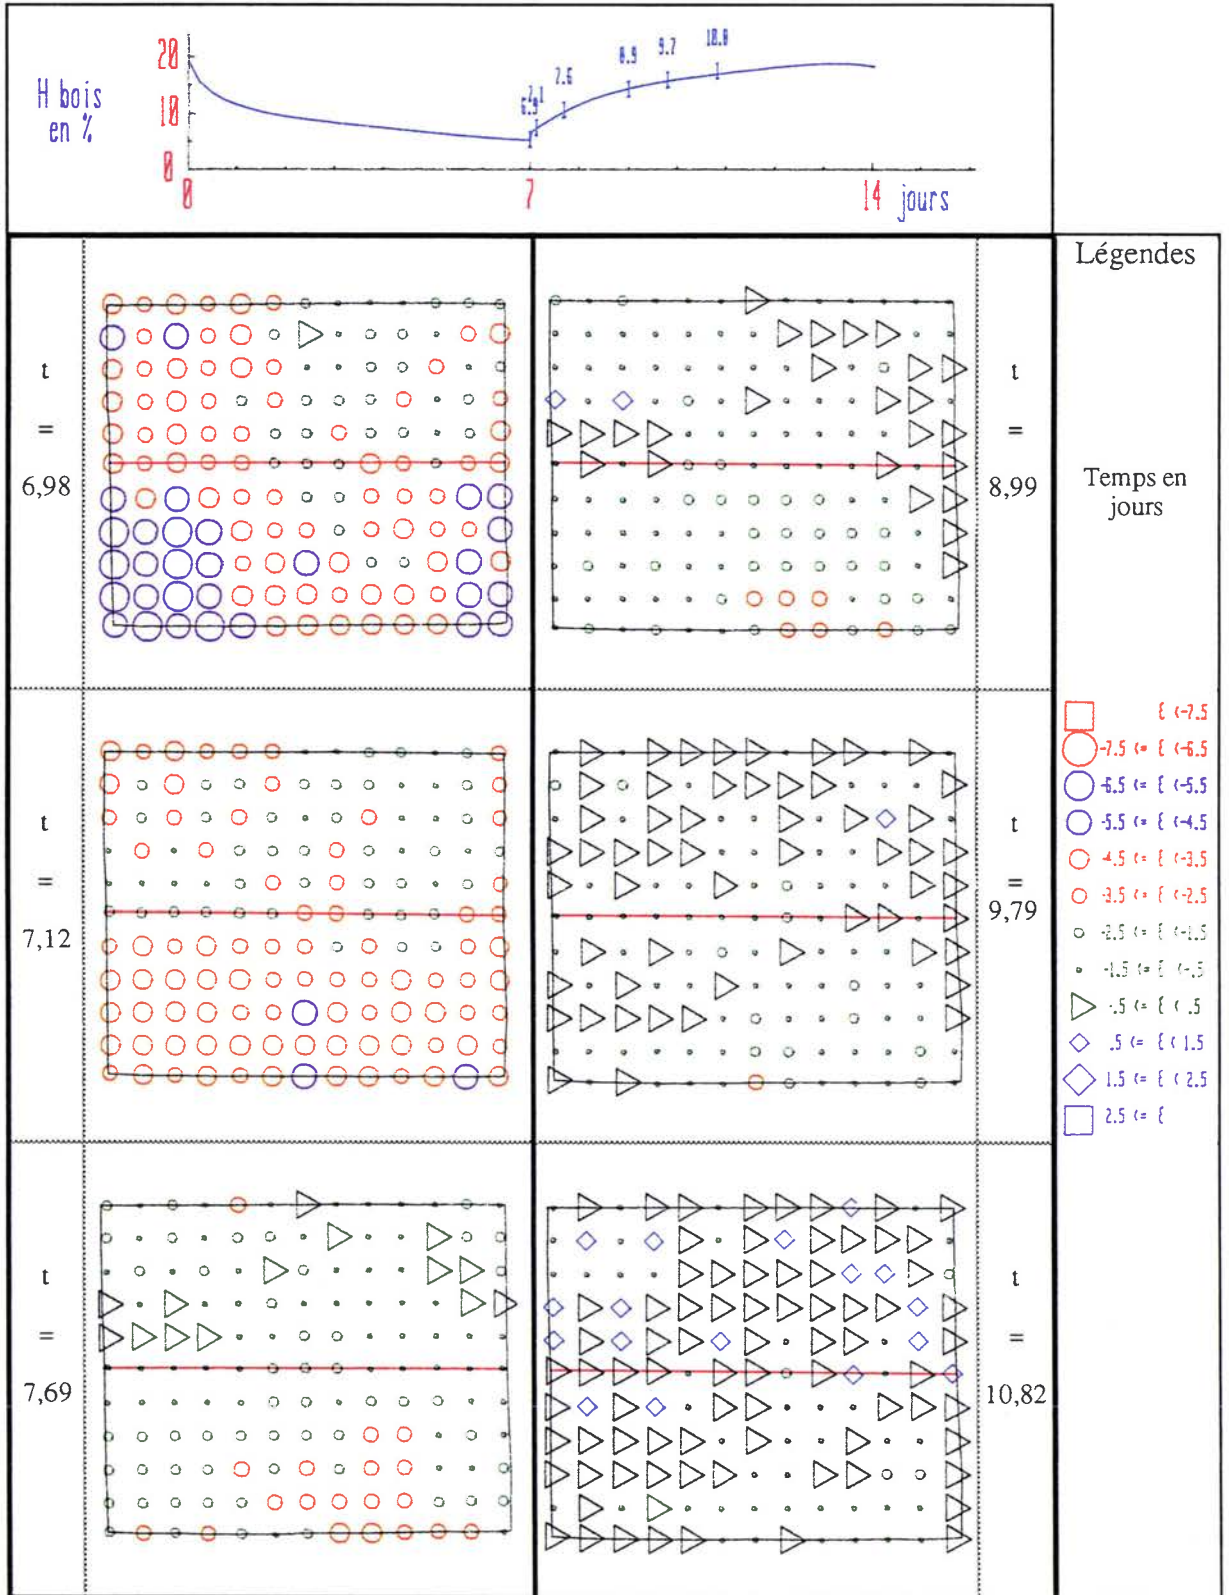 H bois
en %
20
10
0
0
7
14
jours
7.6
8.9
9.7
10.8
t
=
6,98
t
=
8,99
t
=
7,12
t
=
9,79
t
=
7,69
t
=
10,82
Légendes
Temps en
jours
ξ <-7.5
-7.5 <= ξ <-6.5
-6.5 <= ξ <-5.5
-5.5 <= ξ <-4.5
-4.5 <= ξ <-3.5
-3.5 <= ξ <-2.5
-2.5 <= ξ <-1.5
-1.5 <= ξ <-.5
-.5 <= ξ < .5
.5 <= ξ < 1.5
1.5 <= ξ < 2.5
2.5 <= ξ